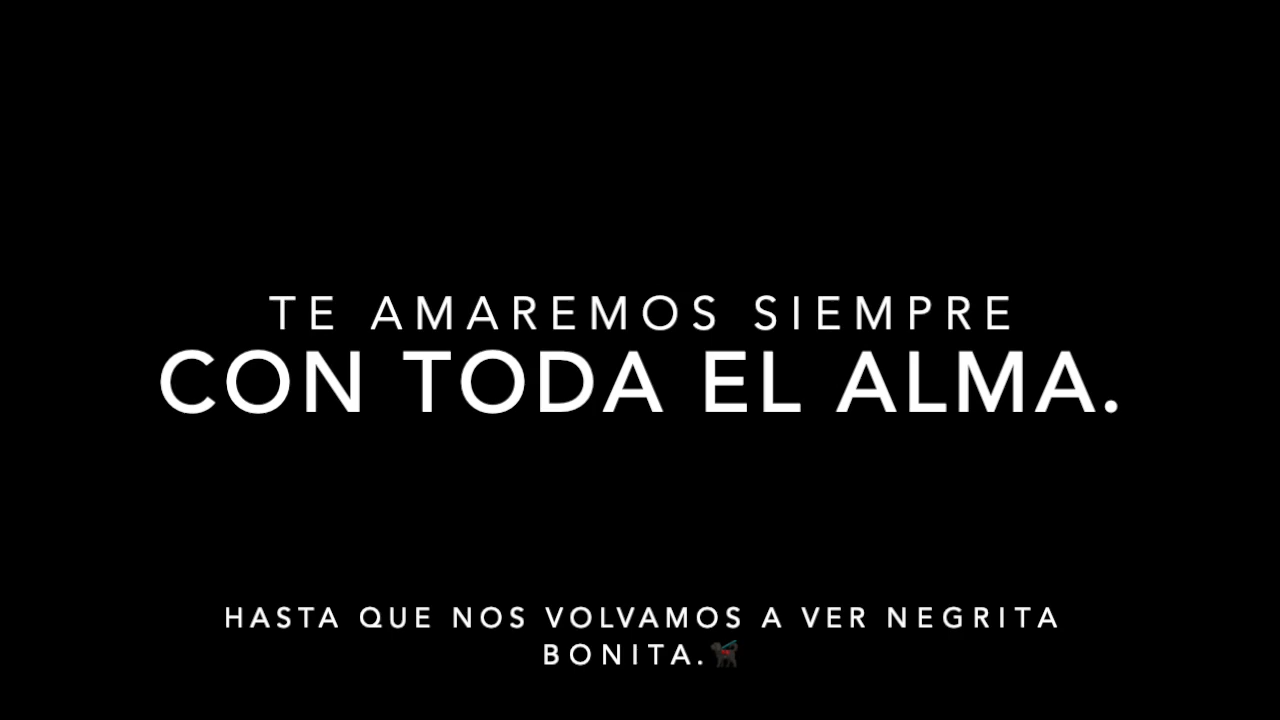 TE AMAREMOS SIEMPRE
CON TODA EL ALMA.
HASTA QUE NOS VOLVAMOS A VER NEGRITA
BONITA.🐕‍🦺